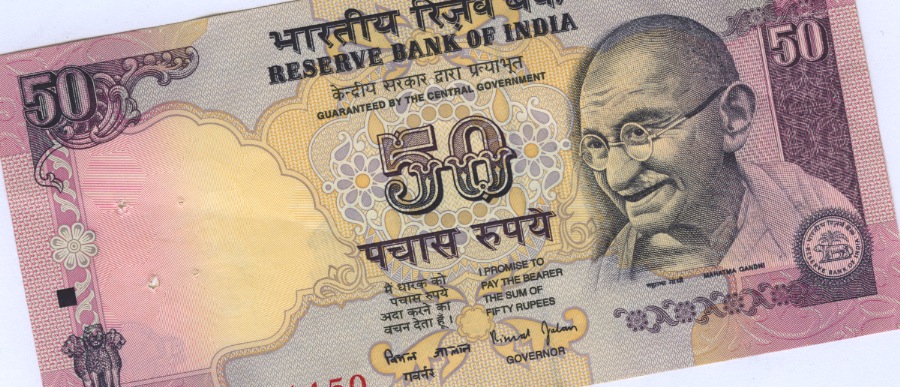 भारतीय रिज़र्व बैंक
RESERVE BANK OF INDIA
केन्द्रीय सरकार द्वारा प्रत्याभूत
GUARANTEED BY THE CENTRAL GOVERNMENT
50
50
50
पचास रुपये
मैं धारक को
पचास रुपये
अदा करने का
वचन देता हूँ।
I PROMISE TO
PAY THE BEARER
THE SUM OF
FIFTY RUPEES
बिमल जालान
गवर्नर
Bimal Jalan
GOVERNOR
महात्मा गांधी
MAHATMA GANDHI
भारतीय रिज़र्व बैंक
RESERVE BANK OF INDIA
150